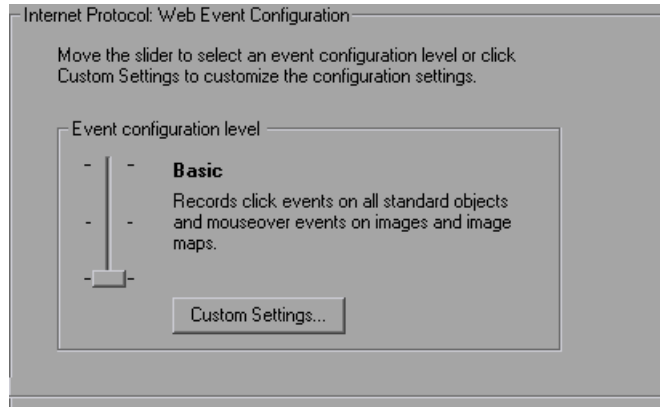 Internet Protocol: Web Event Configuration
Move the slider to select an event configuration level or click
Custom Settings to customize the configuration settings.
Event configuration level
Basic
Records click events on all standard objects
and mouseover events on images and image
maps.
Custom Settings...